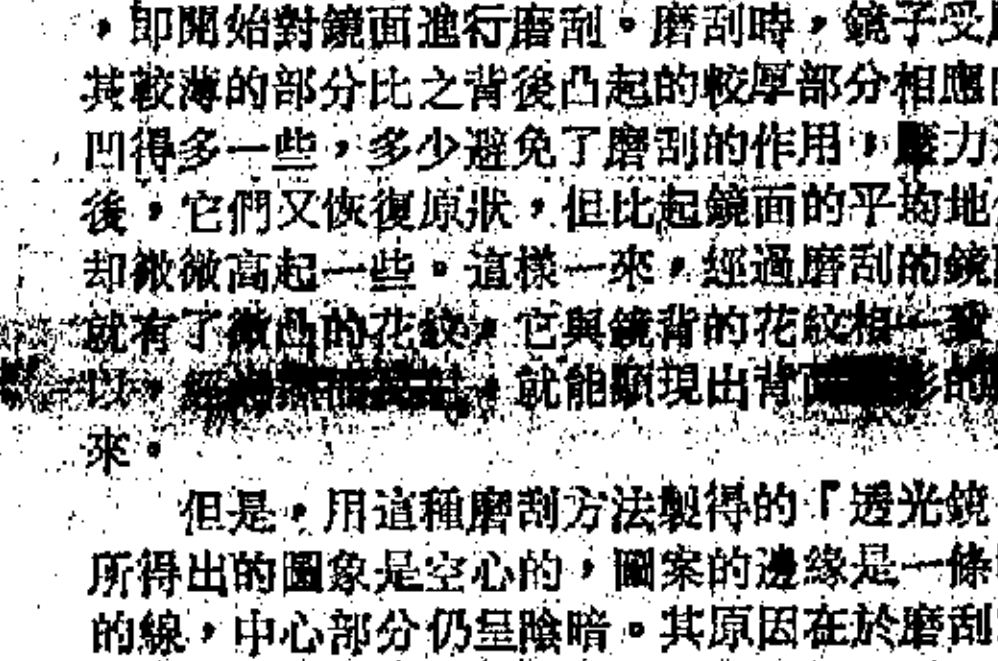 ，即開始對鏡面進行磨刮。磨刮時，鏡子受
其較薄的部分比之背後凸起的較厚部分相應
凹得多一些，多少避免了磨刮的作用，壓力
後，它們又恢復原狀，但比起鏡面的平均地
却微微高起一些。這樣一來，經過磨刮的鏡
就有了微凸的花紋，它與鏡背的花紋相一致
以，就能顯現出背
來。
但是，用這種磨刮方法製得的「透光鏡
所得出的圖象是空心的，圖案的邊緣是一條
的線，中心部分仍呈陰暗。其原因在於磨刮